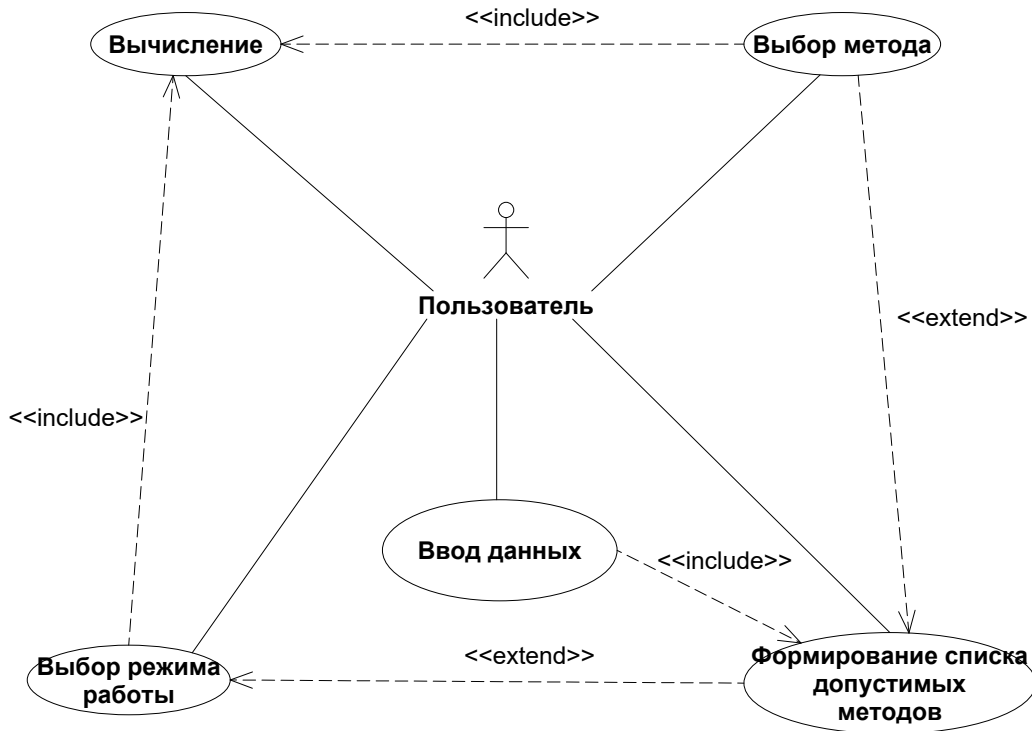 <<include>>
Вычисление
Выбор метода
Пользователь
<<extend>>
<<include>>
Ввод данных
<<include>>
Выбор режима
работы
<<extend>>
Формирование списка
допустимых
методов